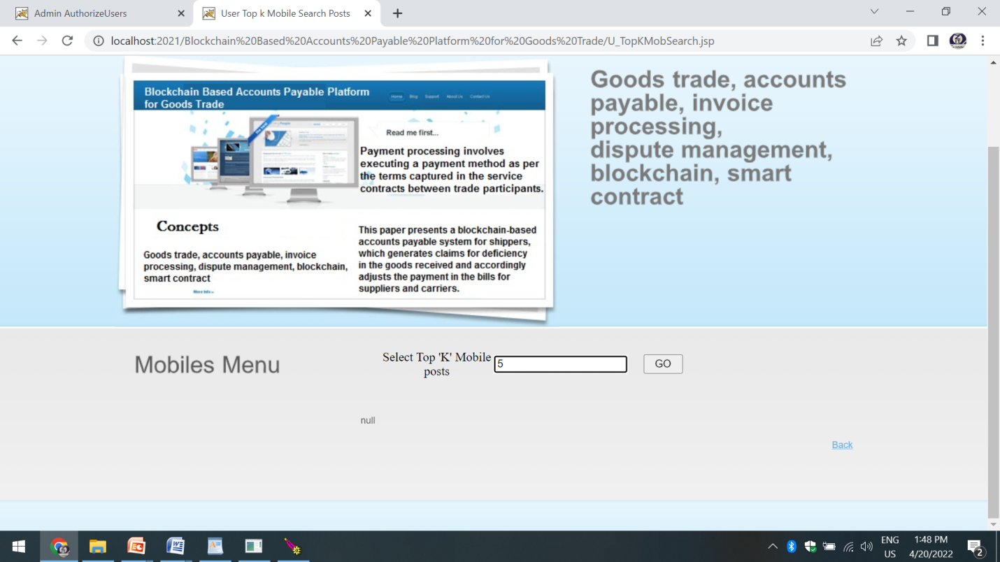 Admin AuthorizeUsers
User Top k Mobile Search Posts
localhost:2021/Blockchain%20Based%20Accounts%20Payable%20Platform%20for%20Goods%20Trade/U_TopKMobSearch.jsp
Blockchain Based Accounts Payable Platform
for Goods Trade
Home Blog Support About Us Contact Us
Read me first...
Payment processing involves
executing a payment method as per
the terms captured in the service
contracts between trade participants.
Concepts
Goods trade, accounts payable, invoice
processing, dispute management, blockchain,
smart contract
More Info »
This paper presents a blockchain-based
accounts payable system for shippers,
which generates claims for deficiency
in the goods received and accordingly
adjusts the payment in the bills for
suppliers and carriers.
Goods trade, accounts
payable, invoice
processing,
dispute management,
blockchain, smart
contract
Mobiles Menu
Select Top 'K' Mobile
posts
5
GO
null
Back
ENG
US
1:48 PM
4/20/2022
2